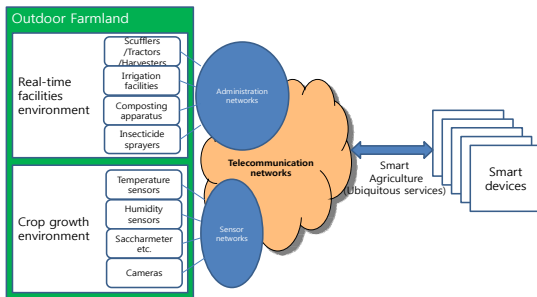 Outdoor Farmland
Real-time
facilities
environment
Scufflers
/Tractors
/Harvesters
Irrigation
facilities
Composting
apparatus
Insecticide
sprayers
Administration
networks
Telecommunication
networks
Crop growth
environment
Temperature
sensors
Humidity
sensors
Saccharmeter
etc.
Cameras
Sensor
networks
Smart
Agriculture
(Ubiquitous services)
Smart
devices